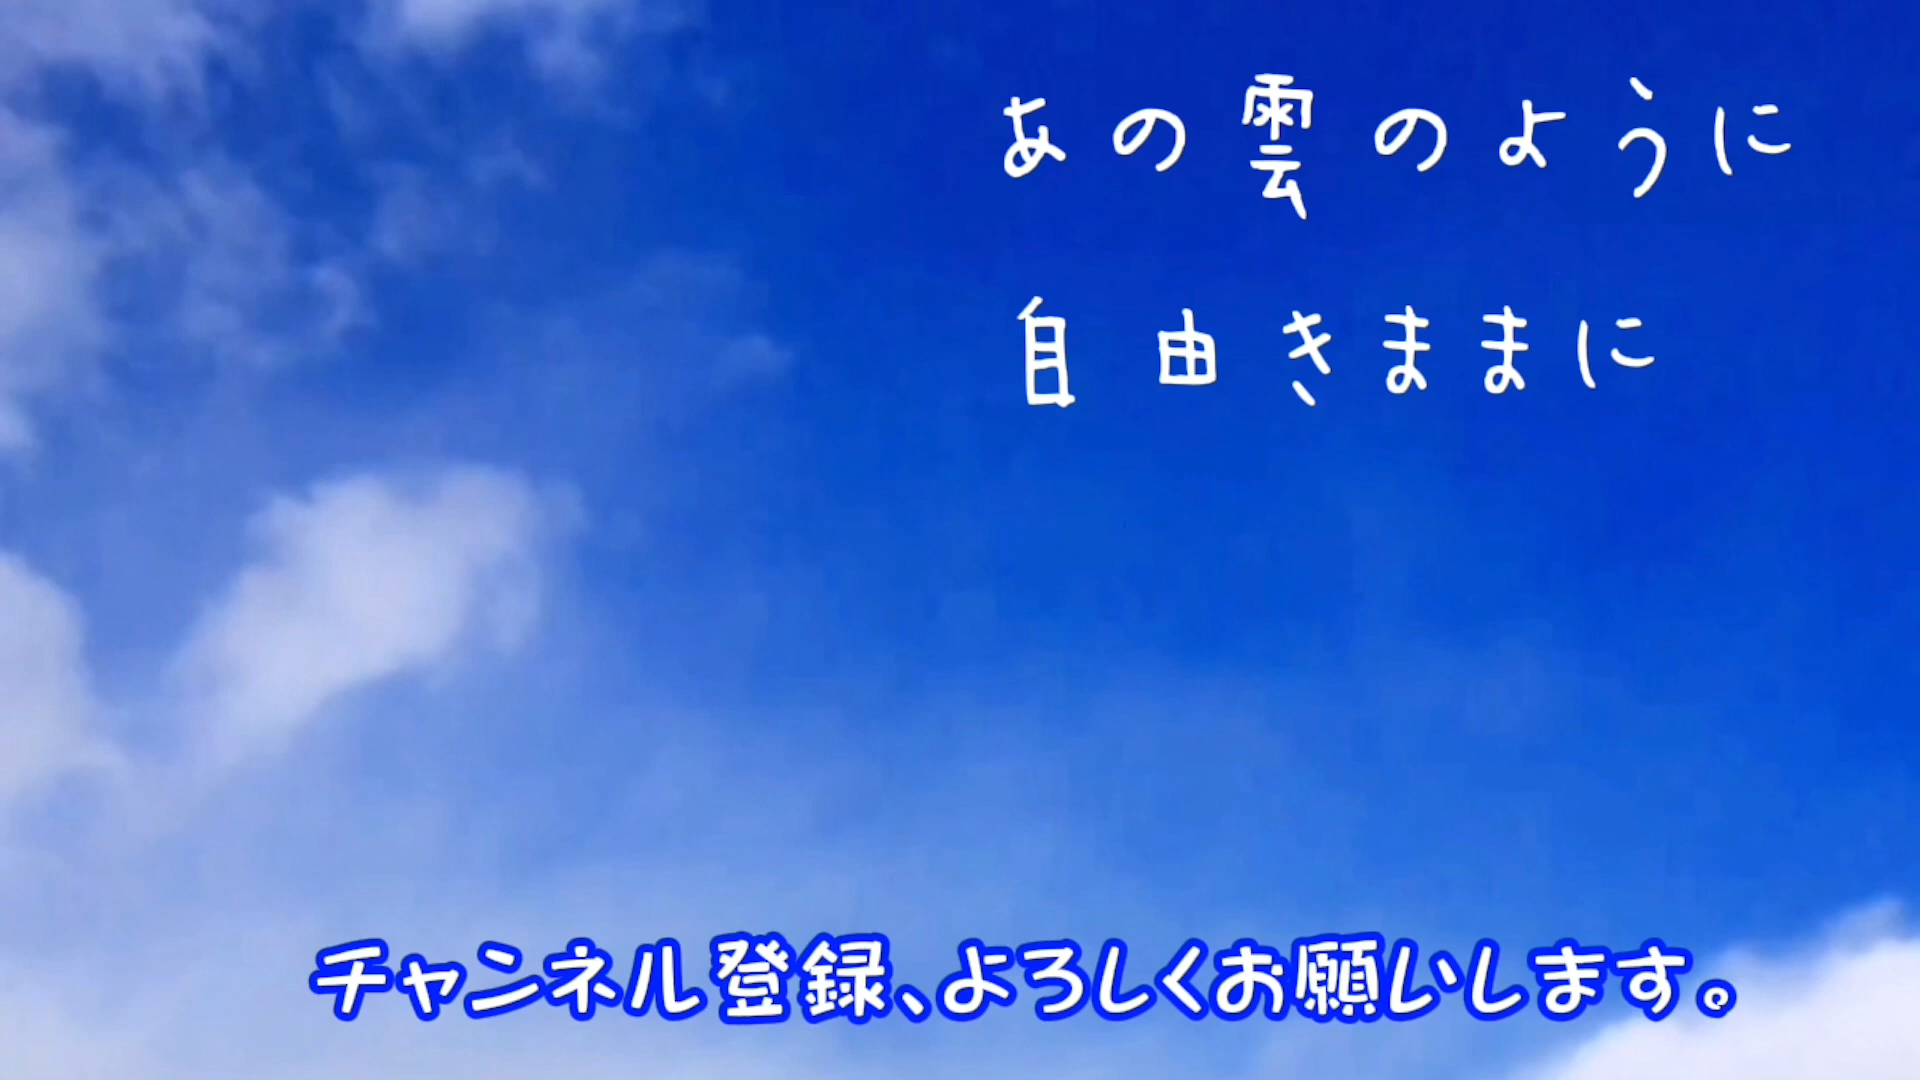 あの雲のように
自由きままに
チャンネル登録、よろしくお願いします。